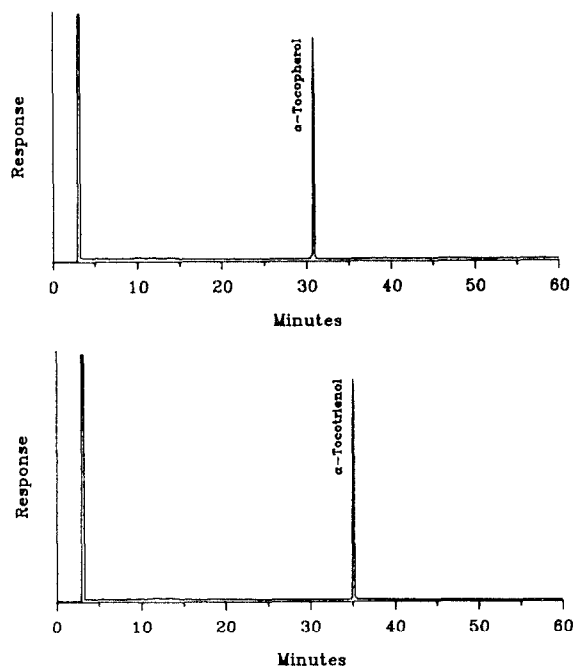 Response
α-Tocopherol
0 10 20 30 40 50 60
Minutes
Response
α-Tocotrienol
0 10 20 30 40 50 60
Minutes